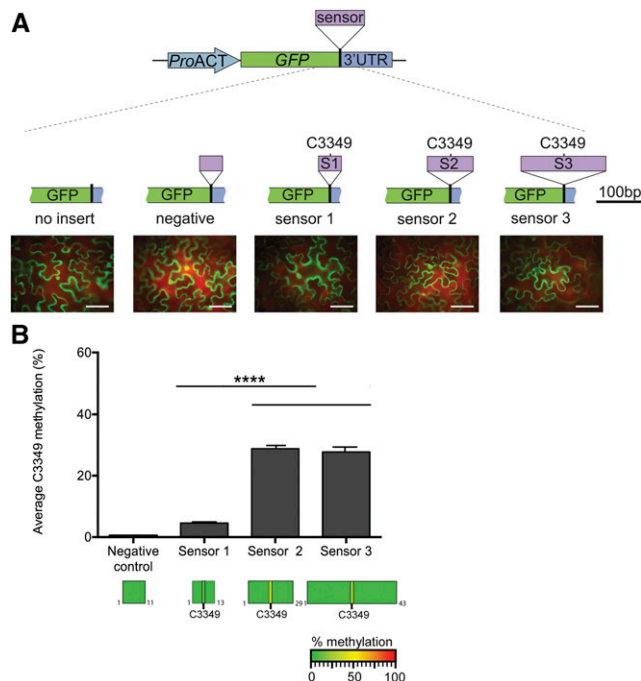 A
sensor
ProACT GFP 3'UTR
C3349 C3349 C3349
S1 S2 S3
GFP GFP GFP GFP GFP 100bp
no insert negative sensor 1 sensor 2 sensor 3
B
Average C3349 methylation (%)
60
40
20
0
****
Negative control Sensor 1 Sensor 2 Sensor 3
1 11 1 13 1 29 1 43
C3349 C3349 C3349
% methylation
0 50 100